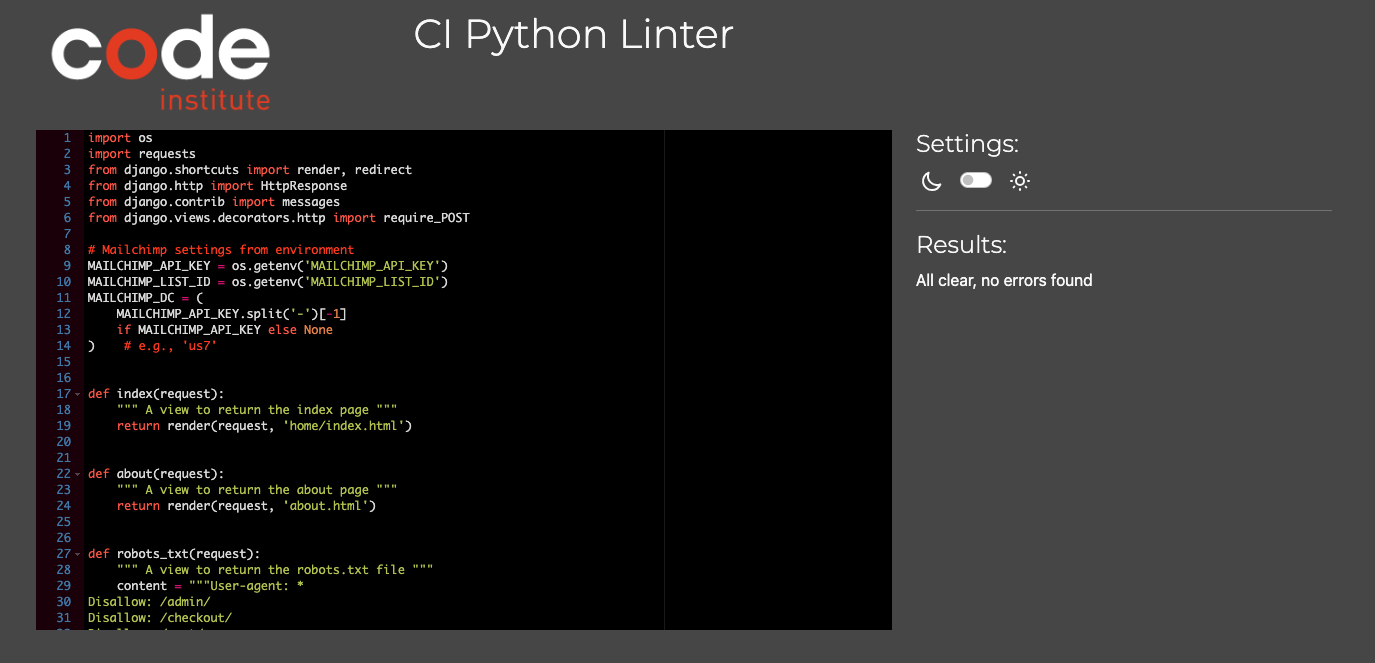 code
institute
CI Python Linter
1 import os
2 import requests
3 from django.shortcuts import render, redirect
4 from django.http import HttpResponse
5 from django.contrib import messages
6 from django.views.decorators.http import require_POST
7
8 # Mailchimp settings from environment
9 MAILCHIMP_API_KEY = os.getenv('MAILCHIMP_API_KEY')
10 MAILCHIMP_LIST_ID = os.getenv('MAILCHIMP_LIST_ID')
11 MAILCHIMP_DC = (
12     MAILCHIMP_API_KEY.split('-')[-1]
13     if MAILCHIMP_API_KEY else None
14 )    # e.g., 'us7'
15
16
17 def index(request):
18     """ A view to return the index page """
19     return render(request, 'home/index.html')
20
21
22 def about(request):
23     """ A view to return the about page """
24     return render(request, 'about.html')
25
26
27 def robots_txt(request):
28     """ A view to return the robots.txt file """
29     content = """User-agent: *
30 Disallow: /admin/
31 Disallow: /checkout/
Settings:
Results:
All clear, no errors found